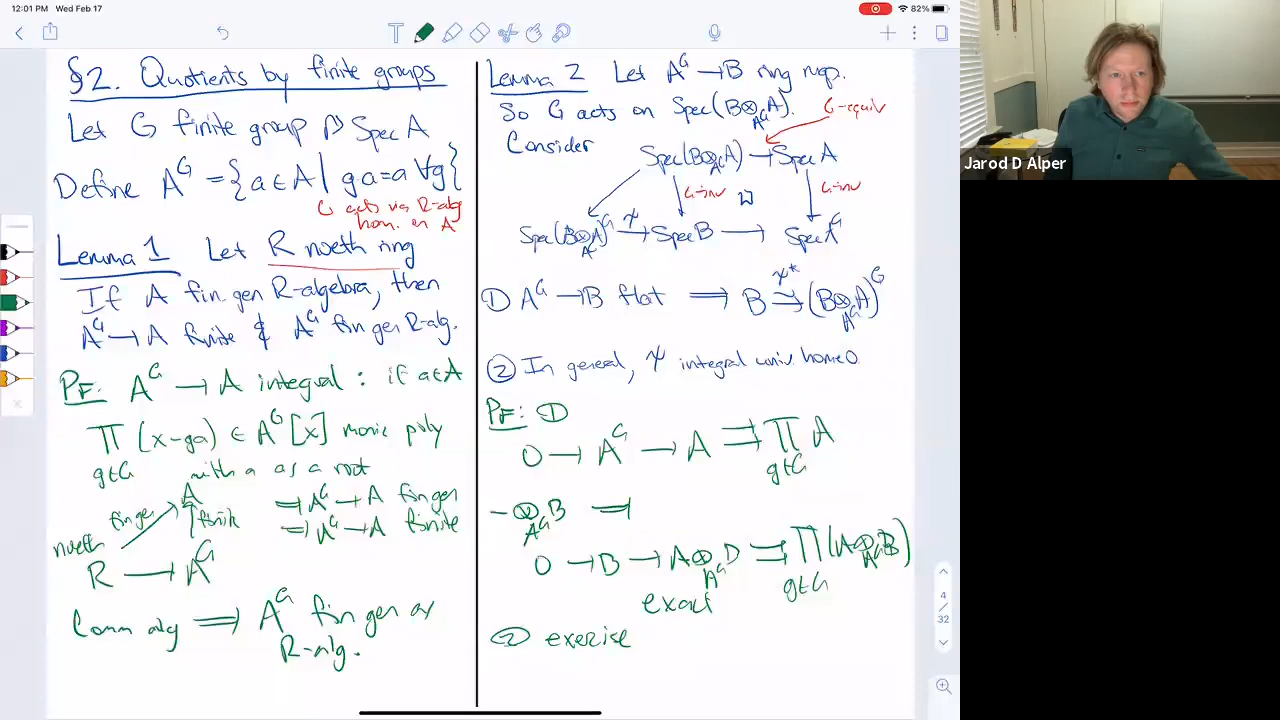 12:01 PM Wed Feb 17
82%
§2. Quotients by finite groups
Let G finite group ↷ Spec A
Define A^G = {a ∈ A | ga = a ∀g}
G acts via R-alg
hom. on A
Lemma 1 Let R noeth ring
If A fin gen R-algebra, then
A^G → A finite & A^G fin gen R-alg.
Pf: A^G → A integral : if a ∈ A
∏ (x-ga) ∈ A^G[x] monic poly
g∈G with a as a root
A ⇒ A^G → A fin gen
fin gen finite ⇒ A^G → A finite
noeth
R → A^G
Comm alg ⇒ A^G fin gen as
R-alg.
Lemma 2 Let A^G → B ring map.
So G acts on Spec(B⊗_{A^G} A).
G-equiv
Consider
Spec(B⊗_{A^G} A) → Spec A
G-inv □ G-inv
Spec(B⊗_{A^G} A)^G →^ψ Spec B → Spec A^G
① A^G → B flat ⇒ B →^{ψ*} (B⊗_{A^G} A)^G
② In general, ψ integral univ. homeo
Pf: ①
0 → A^G → A ⇉ ∏_{g∈G} A
-⊗_{A^G} B ⇒
0 → B → A⊗_{A^G} B ⇉ ∏_{g∈G} (A⊗_{A^G} B)
exact
② exercise
4
/
32
Jarod D Alper